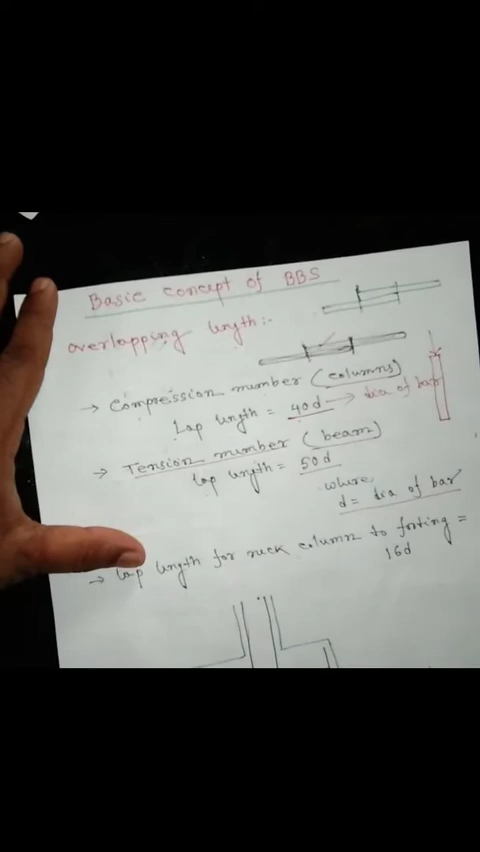 Basic concept of BBS
overlapping length:-
→ Compression member (columns)
Lap length = 40d → dia of bar
→ Tension member (beam)
lap length = 50d
where,
d = dia of bar
→ lap length for neck column to footing =
16d